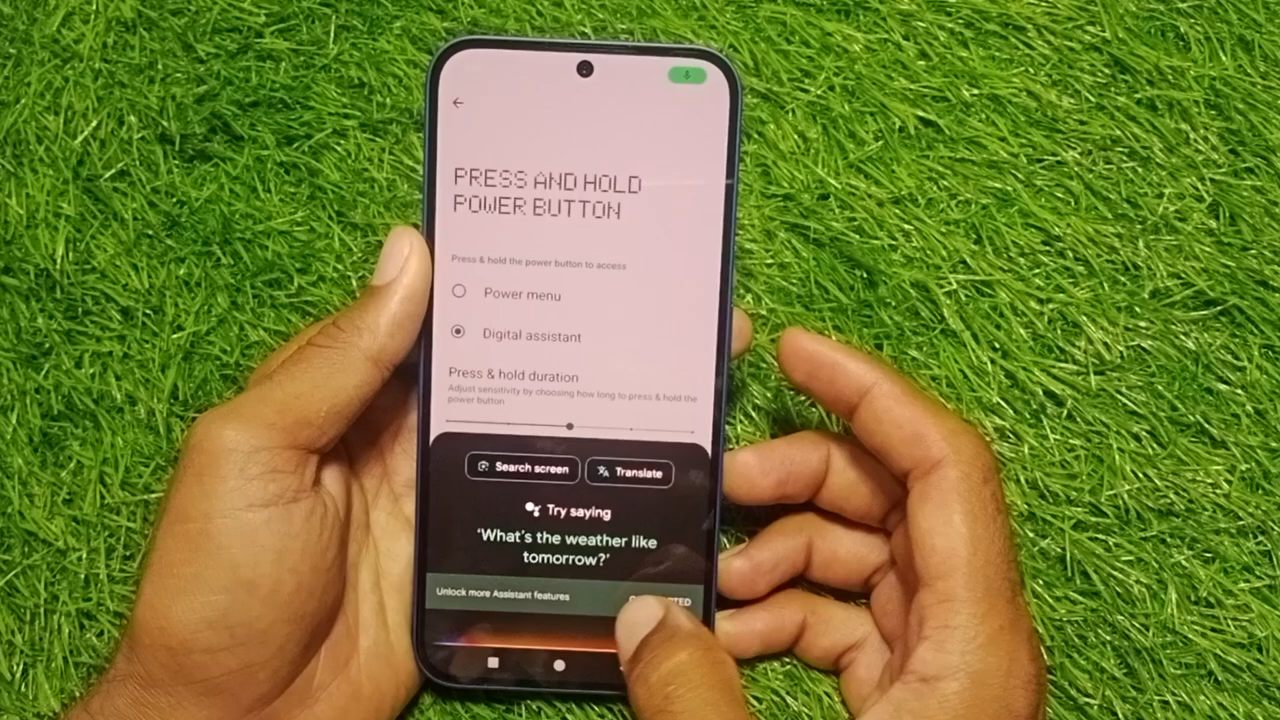 PRESS AND HOLD
POWER BUTTON
Press & hold the power button to access
Power menu
Digital assistant
Press & hold duration
Adjust sensitivity by choosing how long to press & hold the
power button
Search screen
Translate
Try saying
'What's the weather like
tomorrow?'
Unlock more Assistant features